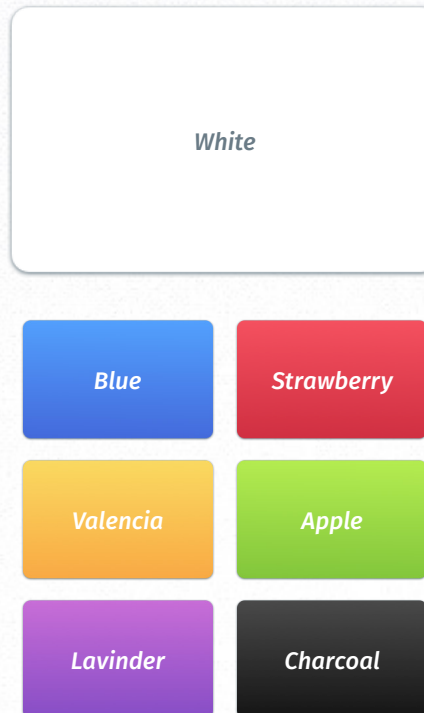 White
Blue
Strawberry
Valencia
Apple
Lavinder
Charcoal